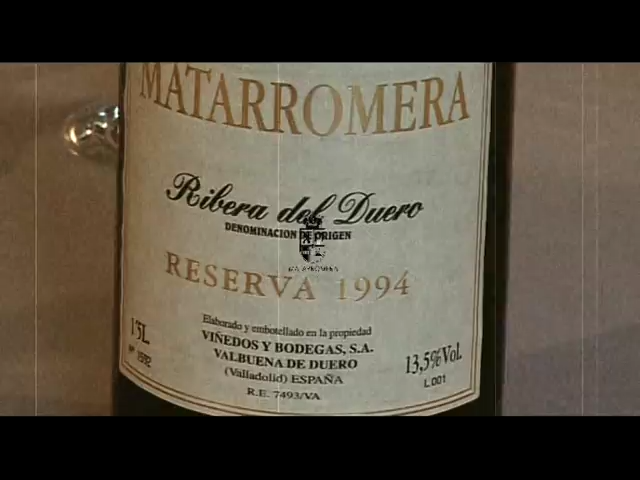 MATARROMERA
Ribera del Duero
DENOMINACION DE ORIGEN
MATARROMERA
RESERVA 1994
Elaborado y embotellado en la propiedad
1'5L.
VIÑEDOS Y BODEGAS, S.A.
VALBUENA DE DUERO
13,5%Vol.
(Valladolid) ESPAÑA
L.001
R.E. 7493/VA